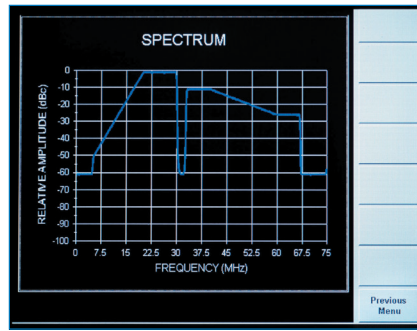 SPECTRUM
RELATIVE AMPLITUDE (dBc)
0
-10
-20
-30
-40
-50
-60
-70
-80
-90
-100
0 7.5 15 22.5 30 37.5 45 52.5 60 67.5 75
FREQUENCY (MHz)
Previous
Menu